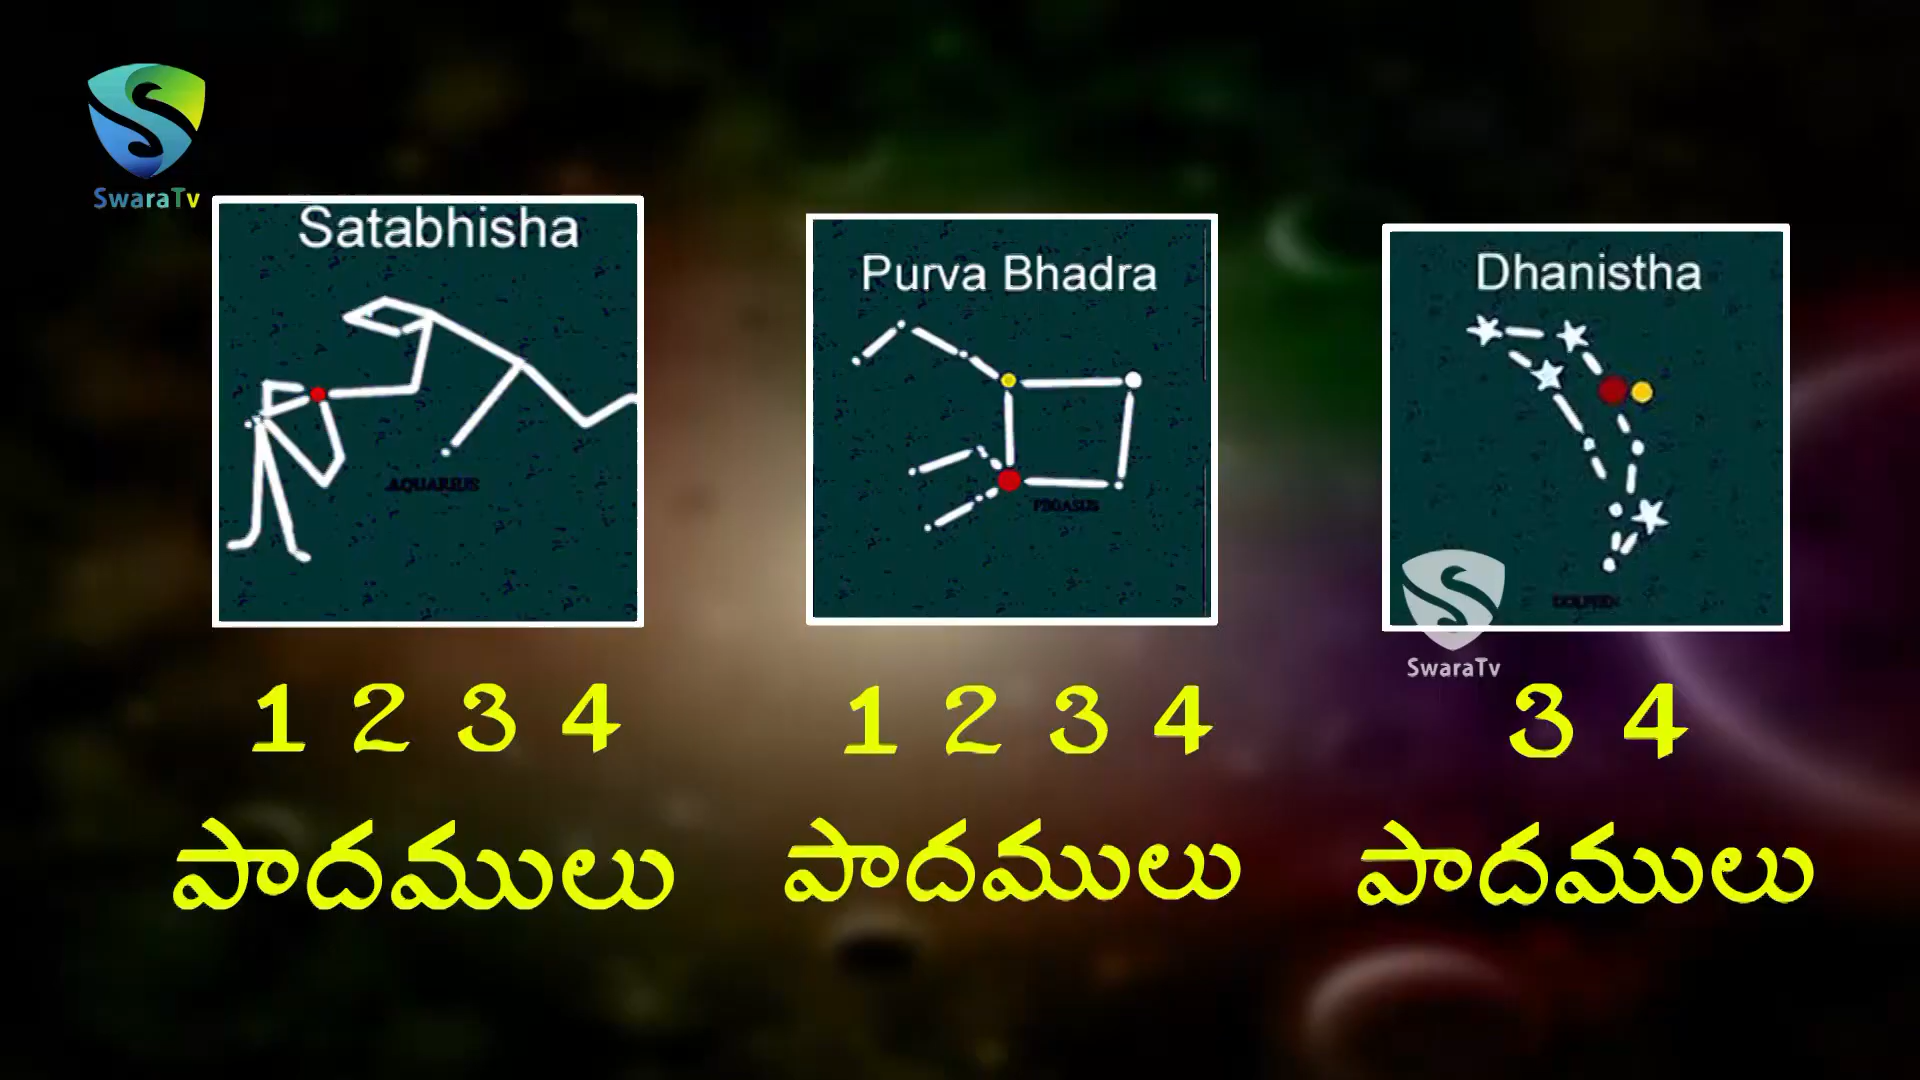 SwaraTv
Satabhisha
AQUARIUS
1 2 3 4
పాదములు
Purva Bhadra
PEGASUS
1 2 3 4
పాదములు
Dhanistha
DOLPHIN
SwaraTv
3 4
పాదములు